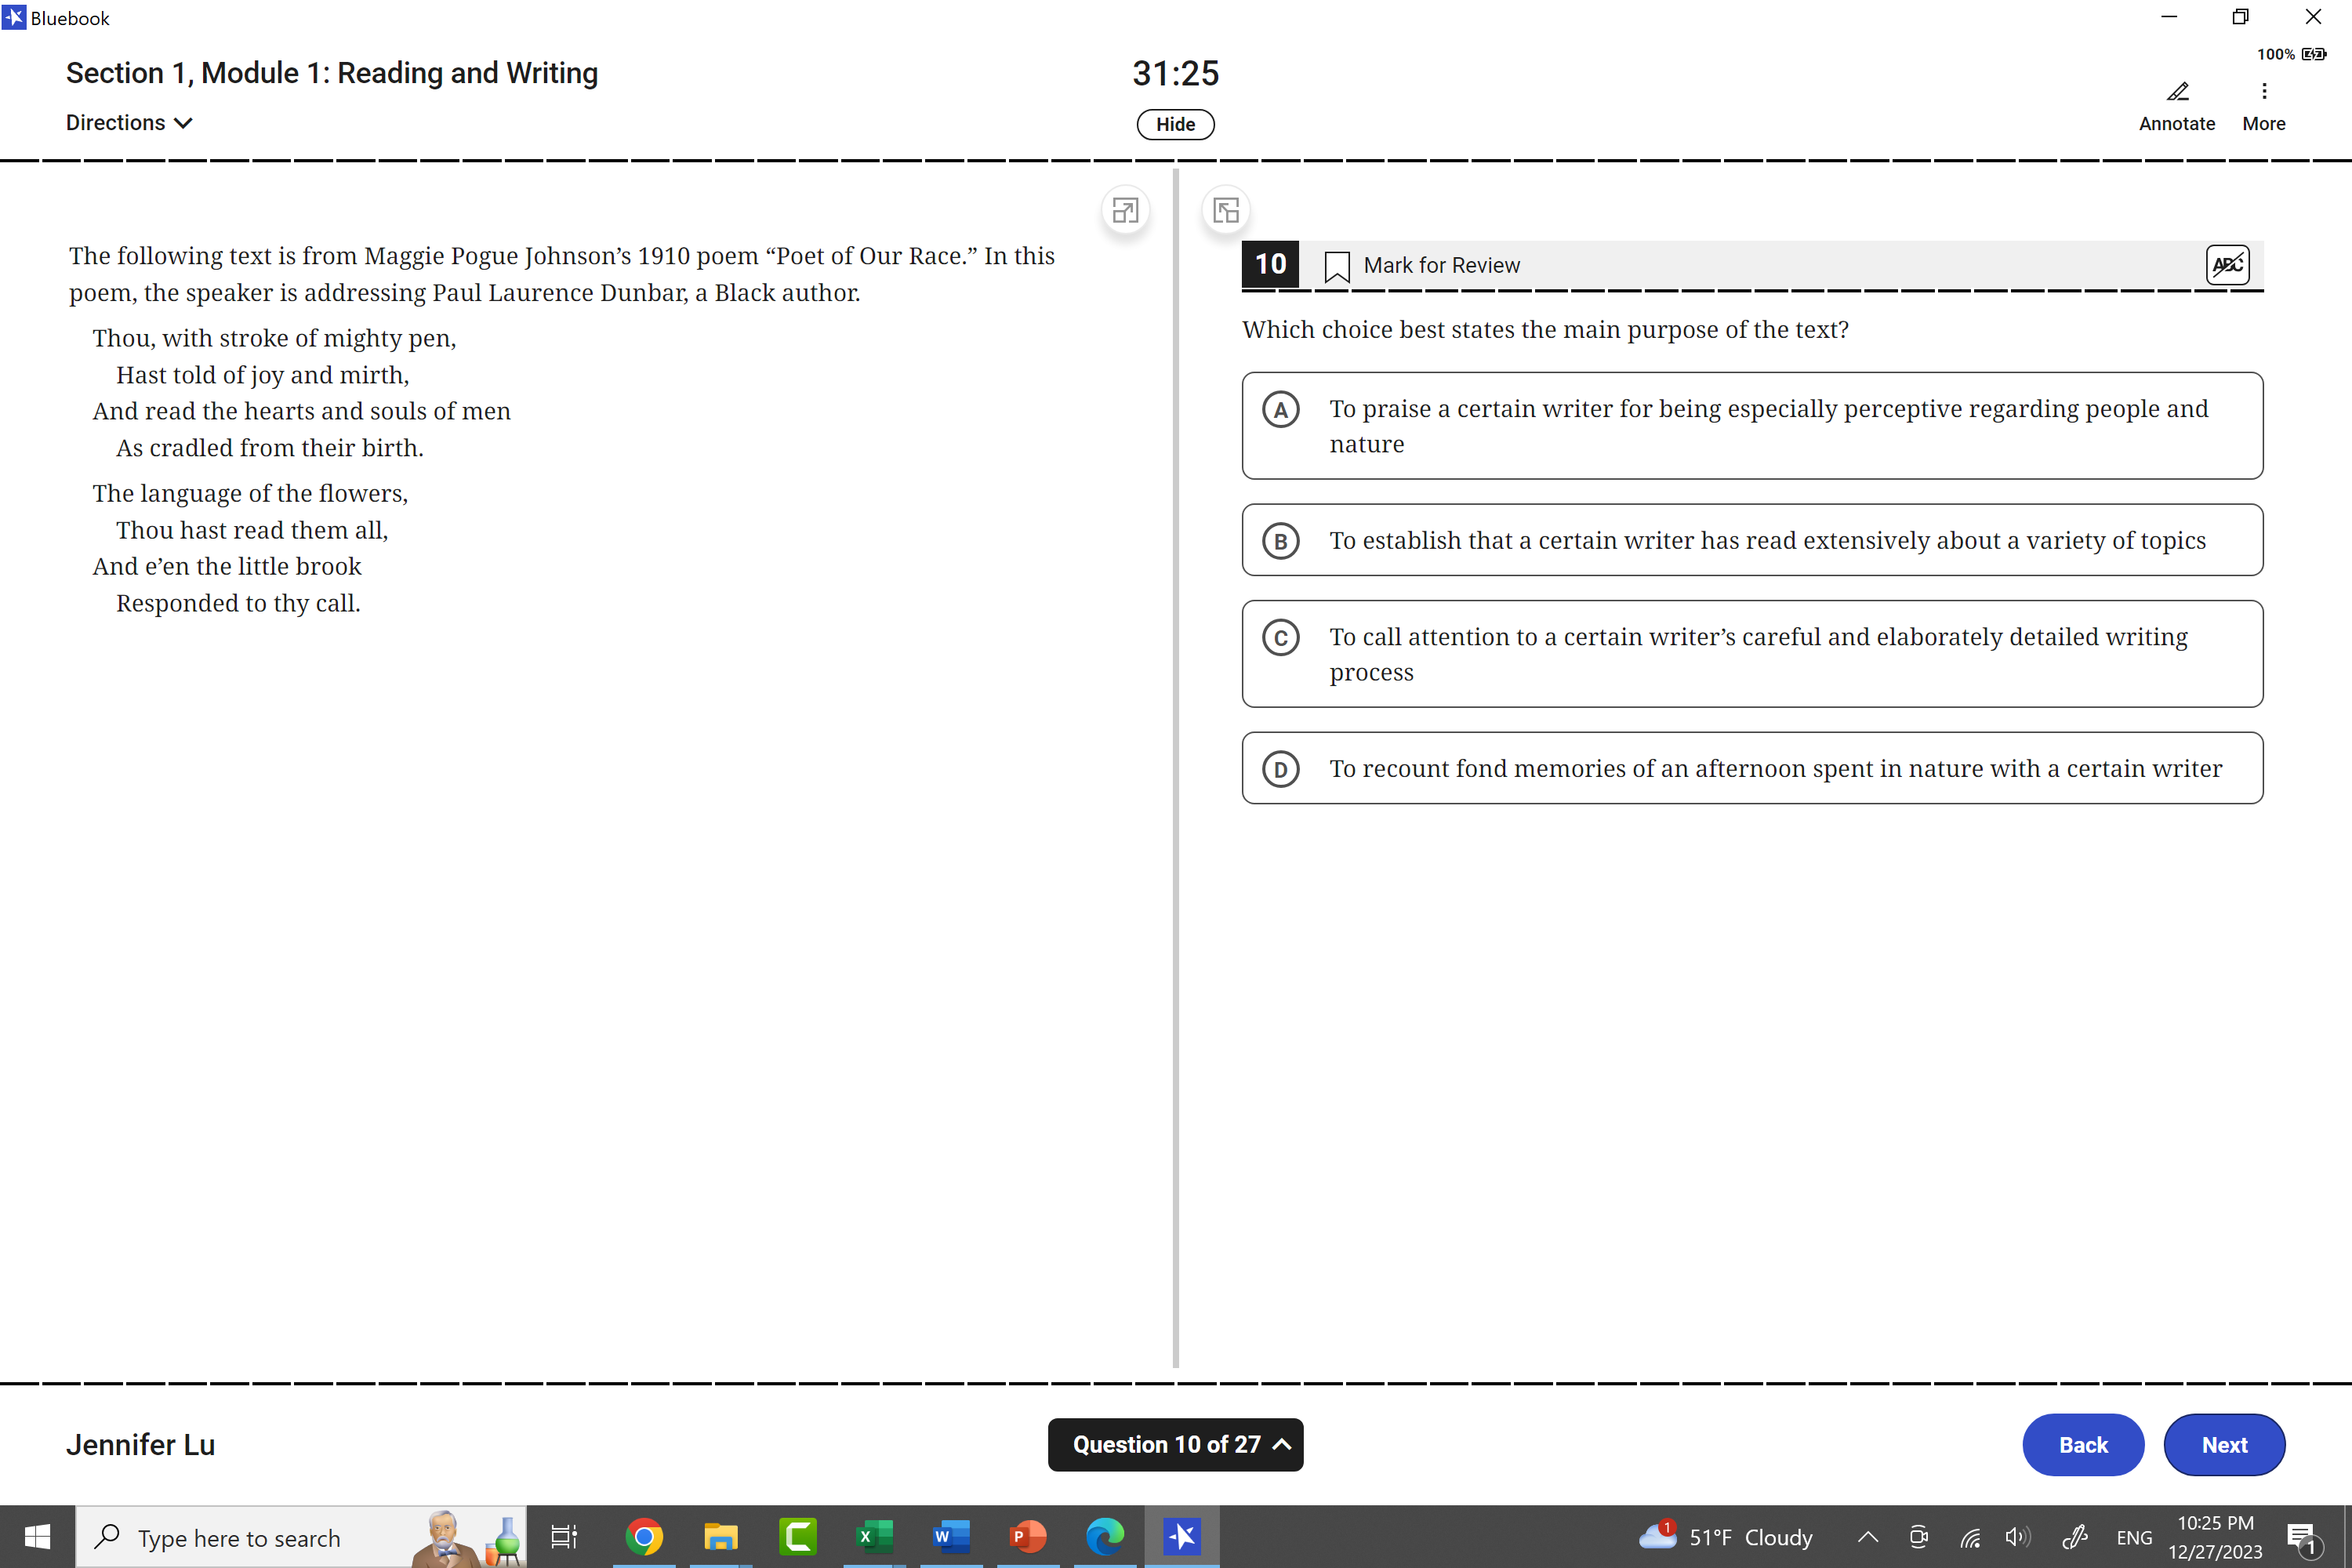 Bluebook
100%
Section 1, Module 1: Reading and Writing
31:25
Directions
Hide
Annotate
More
The following text is from Maggie Pogue Johnson’s 1910 poem “Poet of Our Race.” In this
poem, the speaker is addressing Paul Laurence Dunbar, a Black author.
Thou, with stroke of mighty pen,
Hast told of joy and mirth,
And read the hearts and souls of men
As cradled from their birth.
The language of the flowers,
Thou hast read them all,
And e’en the little brook
Responded to thy call.
10
Mark for Review
ABC
Which choice best states the main purpose of the text?
A To praise a certain writer for being especially perceptive regarding people and
nature
B To establish that a certain writer has read extensively about a variety of topics
C To call attention to a certain writer’s careful and elaborately detailed writing
process
D To recount fond memories of an afternoon spent in nature with a certain writer
Jennifer Lu
Question 10 of 27
Back
Next
Type here to search
X
W
P
1
51°F Cloudy
ENG
10:25 PM
12/27/2023
1